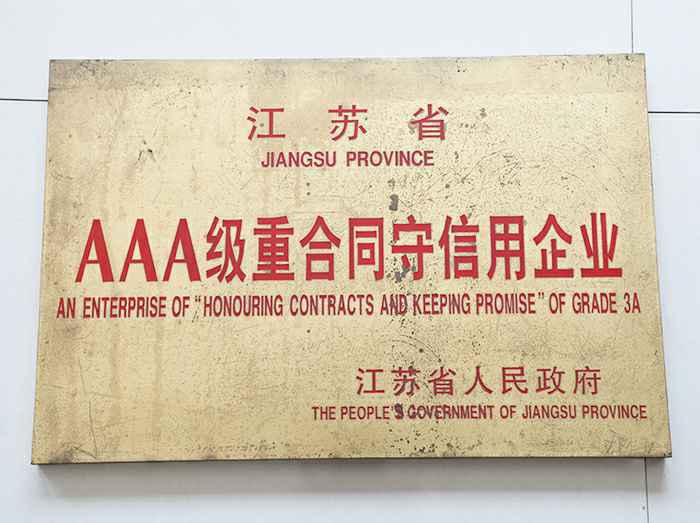 江苏省
JIANGSU PROVINCE
AAA级重合同守信用企业
AN ENTERPRISE OF "HONOURING CONTRACTS AND KEEPING PROMISE" OF GRADE 3A
江苏省人民政府
THE PEOPLE'S GOVERNMENT OF JIANGSU PROVINCE